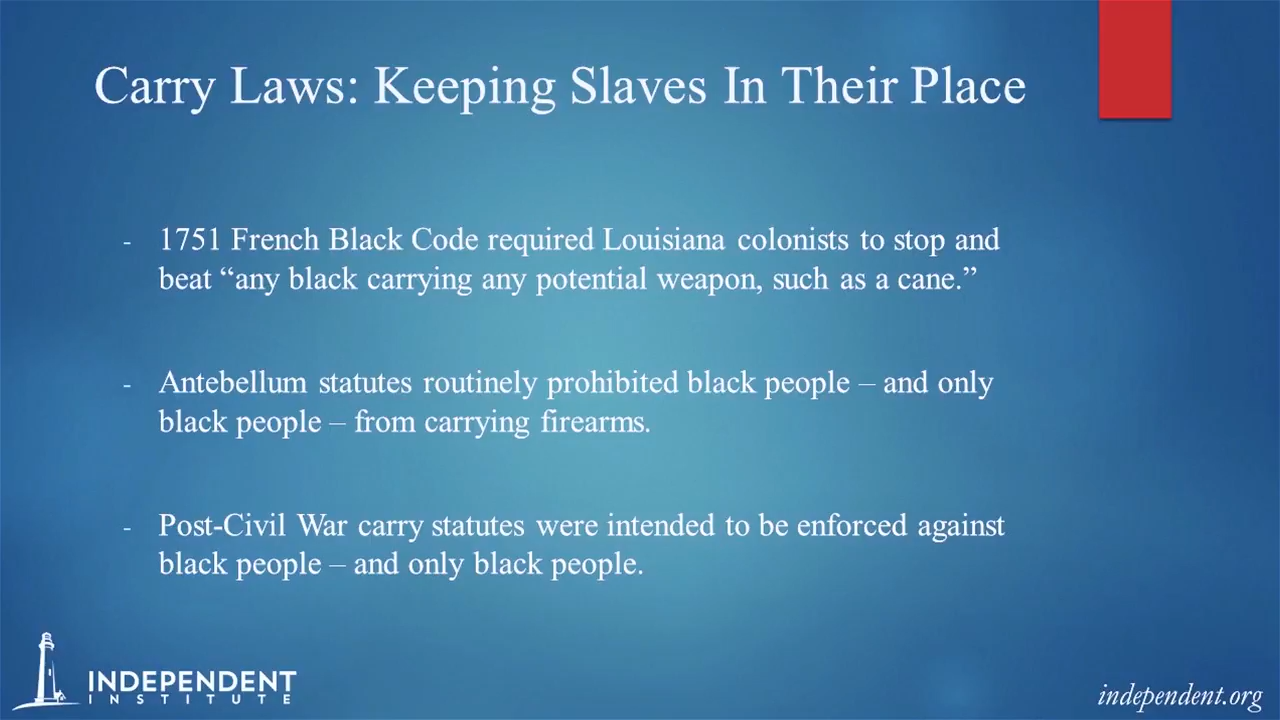 Carry Laws: Keeping Slaves In Their Place
- 1751 French Black Code required Louisiana colonists to stop and
beat “any black carrying any potential weapon, such as a cane.”
- Antebellum statutes routinely prohibited black people – and only
black people – from carrying firearms.
- Post-Civil War carry statutes were intended to be enforced against
black people – and only black people.
INDEPENDENT
INSTITUTE
independent.org